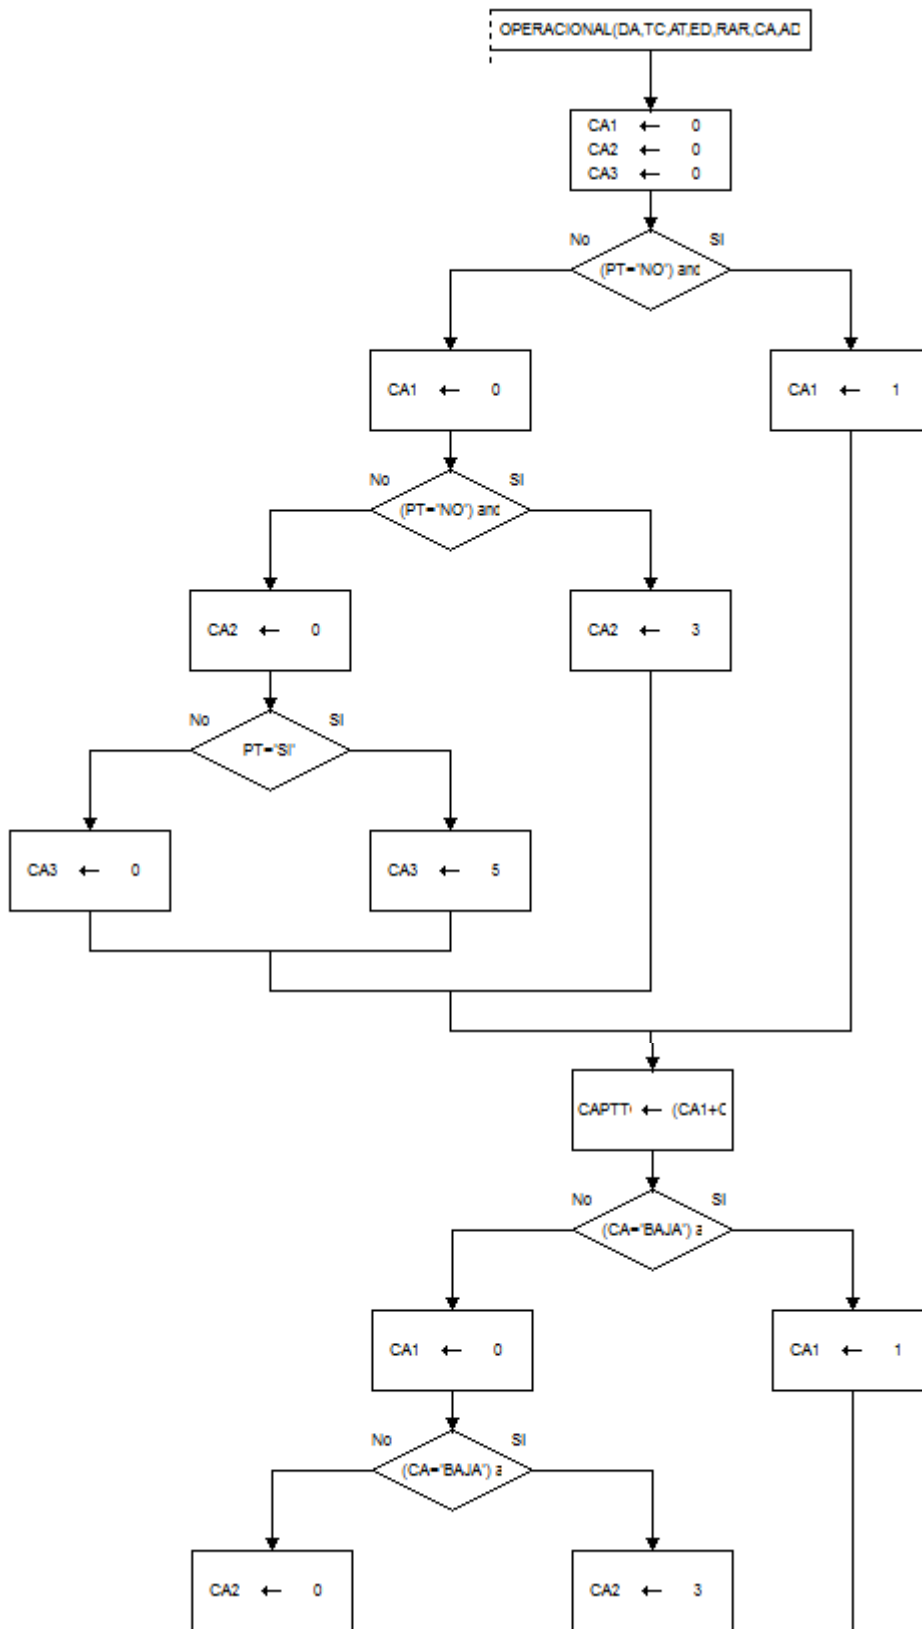 OPERACIONAL(DA,TC,AT,ED,RAR,CA,AD
CA1 ← 0
CA2 ← 0
CA3 ← 0
No SI
(PT='NO') and
CA1 ← 0
CA1 ← 1
No SI
(PT='NO') and
CA2 ← 0
CA2 ← 3
No SI
PT='SI'
CA3 ← 0
CA3 ← 5
CAPTT ← (CA1+
No SI
(CA='BAJA')
CA1 ← 0
CA1 ← 1
No SI
(CA='BAJA')
CA2 ← 0
CA2 ← 3